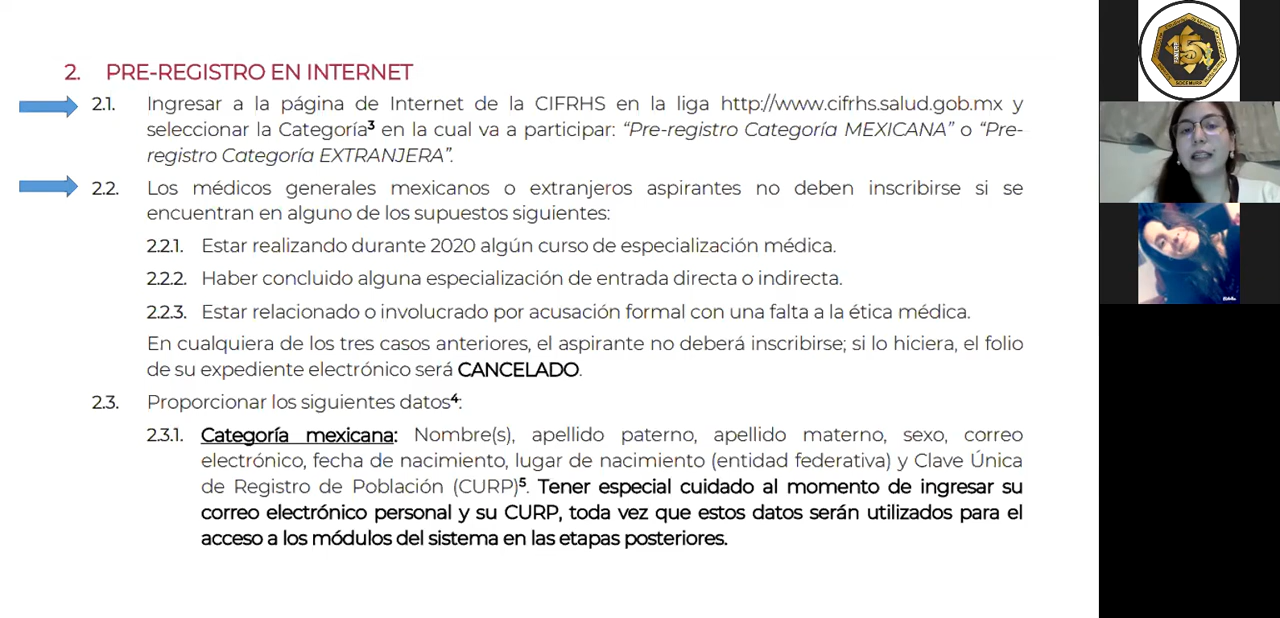 2. PRE-REGISTRO EN INTERNET
2.1. Ingresar a la página de Internet de la CIFRHS en la liga http://www.cifrhs.salud.gob.mx y
seleccionar la Categoría³ en la cual va a participar: “Pre-registro Categoría MEXICANA” o “Pre-
registro Categoría EXTRANJERA”.
2.2. Los médicos generales mexicanos o extranjeros aspirantes no deben inscribirse si se
encuentran en alguno de los supuestos siguientes:
2.2.1. Estar realizando durante 2020 algún curso de especialización médica.
2.2.2. Haber concluido alguna especialización de entrada directa o indirecta.
2.2.3. Estar relacionado o involucrado por acusación formal con una falta a la ética médica.
En cualquiera de los tres casos anteriores, el aspirante no deberá inscribirse; si lo hiciera, el folio
de su expediente electrónico será CANCELADO.
2.3. Proporcionar los siguientes datos⁴:
2.3.1. Categoría mexicana: Nombre(s), apellido paterno, apellido materno, sexo, correo
electrónico, fecha de nacimiento, lugar de nacimiento (entidad federativa) y Clave Única
de Registro de Población (CURP)⁵. Tener especial cuidado al momento de ingresar su
correo electrónico personal y su CURP, toda vez que estos datos serán utilizados para el
acceso a los módulos del sistema en las etapas posteriores.
15
SOCEMURP